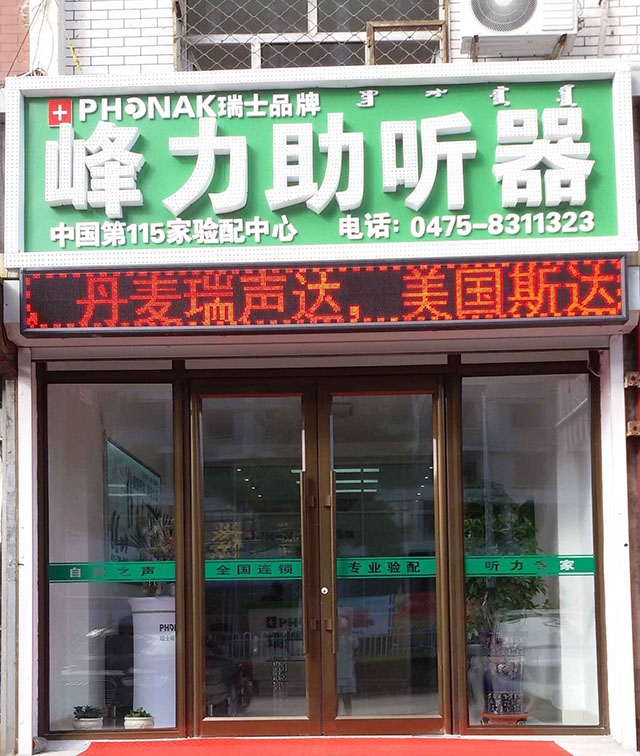 PHONAK瑞士品牌
峰力助听器
中国第115家验配中心 电话: 0475-8311323
丹麦瑞声达, 美国斯达
自然之声 全国连锁 专业验配 听力专家
PHONAK